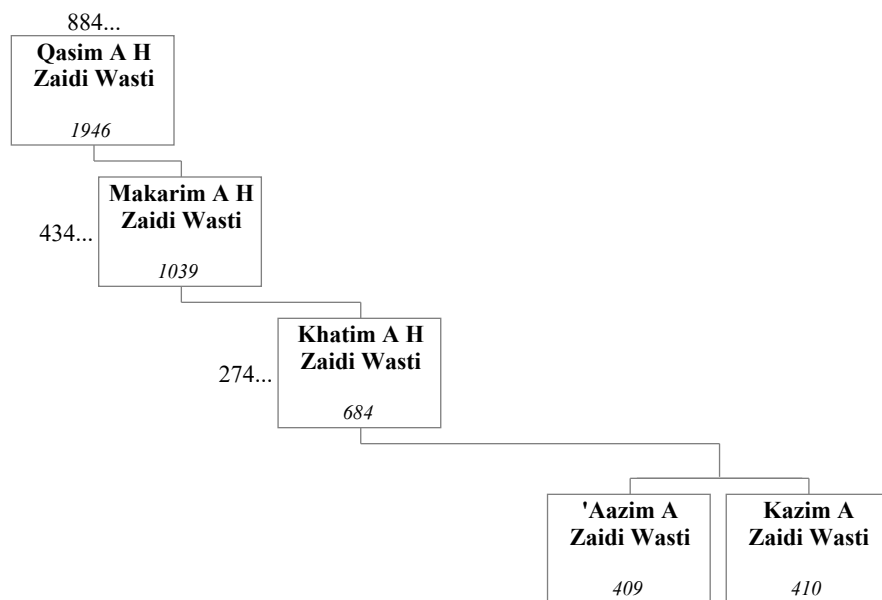 884...
Qasim A H
Zaidi Wasti
1946
Makarim A H
Zaidi Wasti
434...
1039
Khatim A H
Zaidi Wasti
274...
684
'Aazim A
Zaidi Wasti
409
Kazim A
Zaidi Wasti
410